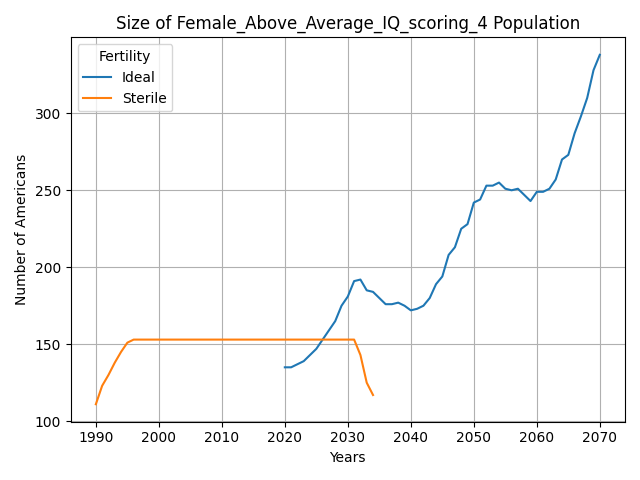 Size of Female_Above_Average_IQ_scoring_4 Population
Fertility
Ideal
Sterile
Number of Americans
300
250
200
150
100
1990
2000
2010
2020
2030
2040
2050
2060
2070
Years